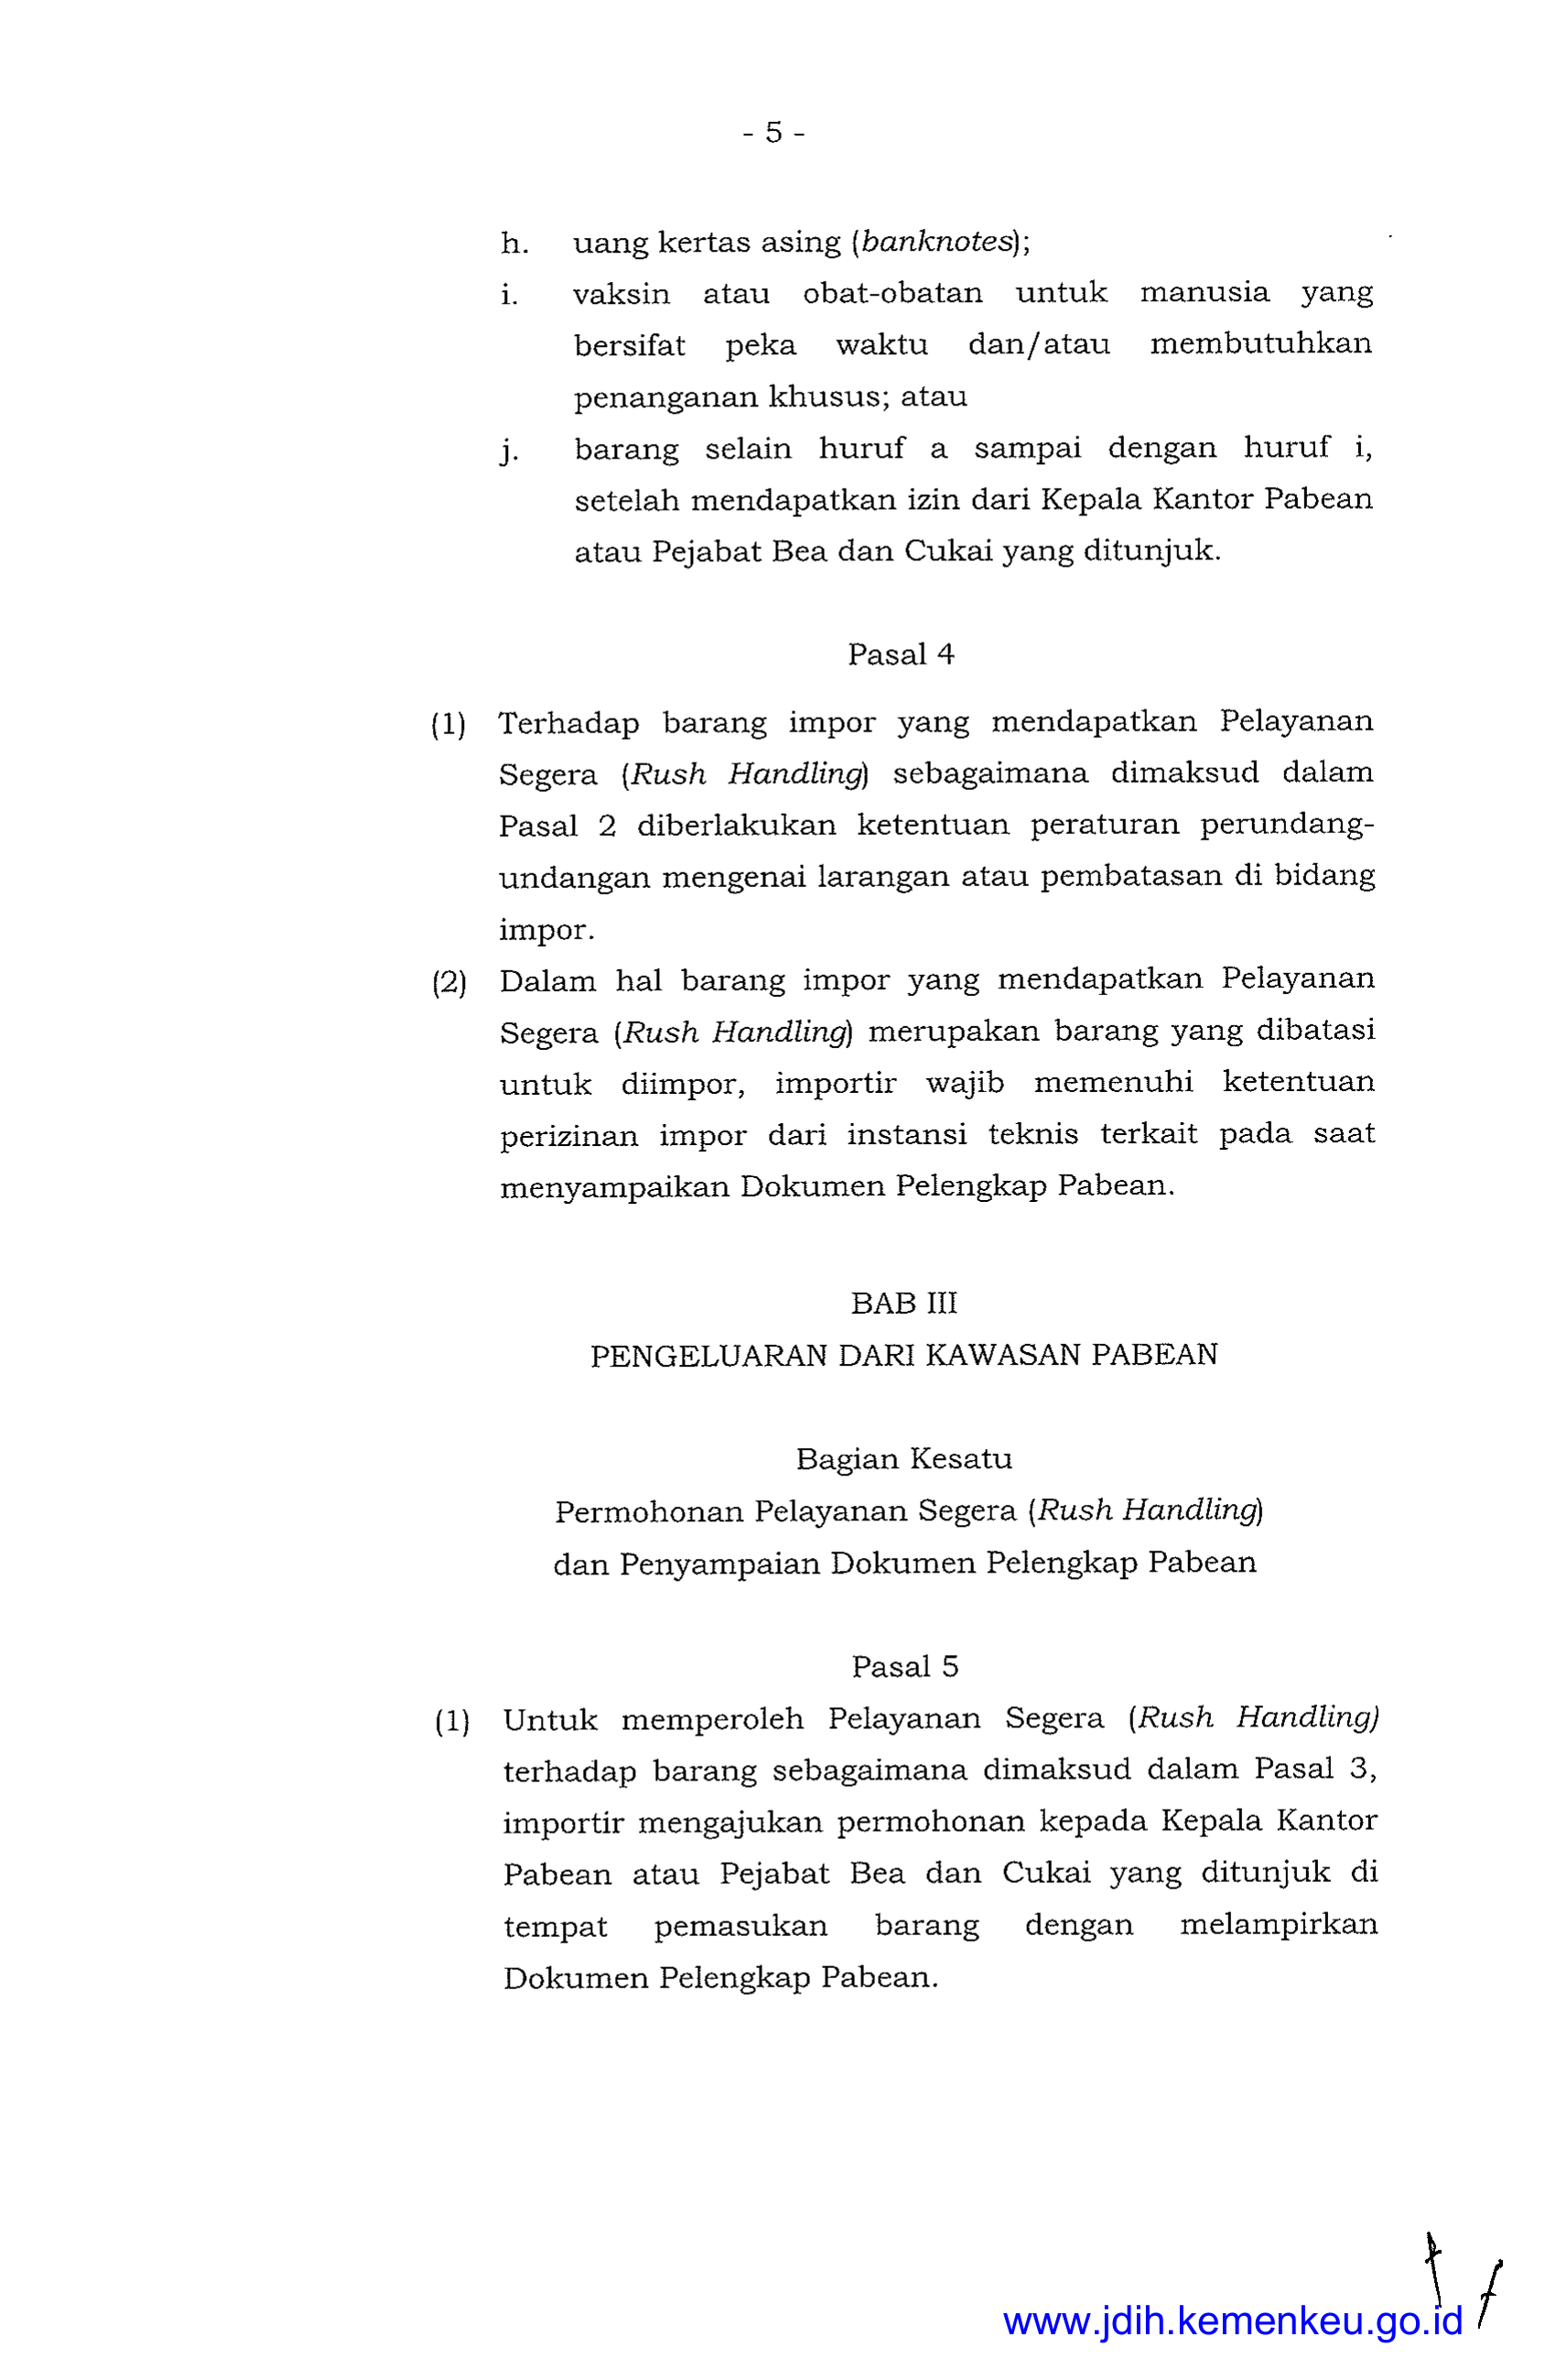 - 5 -
h. uang kertas asing (banknotes);
i. vaksin atau obat-obatan untuk manusia yang
bersifat peka waktu dan/atau membutuhkan
penanganan khusus; atau
j. barang selain huruf a sampai dengan huruf i,
setelah mendapatkan izin dari Kepala Kantor Pabean
atau Pejabat Bea dan Cukai yang ditunjuk.
Pasal 4
(1) Terhadap barang impor yang mendapatkan Pelayanan
Segera (Rush Handling) sebagaimana dimaksud dalam
Pasal 2 diberlakukan ketentuan peraturan perundang-
undangan mengenai larangan atau pembatasan di bidang
impor.
(2) Dalam hal barang impor yang mendapatkan Pelayanan
Segera (Rush Handling) merupakan barang yang dibatasi
untuk diimpor, importir wajib memenuhi ketentuan
perizinan impor dari instansi teknis terkait pada saat
menyampaikan Dokumen Pelengkap Pabean.
BAB III
PENGELUARAN DARI KAWASAN PABEAN
Bagian Kesatu
Permohonan Pelayanan Segera (Rush Handling)
dan Penyampaian Dokumen Pelengkap Pabean
Pasal 5
(1) Untuk memperoleh Pelayanan Segera (Rush Handling)
terhadap barang sebagaimana dimaksud dalam Pasal 3,
importir mengajukan permohonan kepada Kepala Kantor
Pabean atau Pejabat Bea dan Cukai yang ditunjuk di
tempat pemasukan barang dengan melampirkan
Dokumen Pelengkap Pabean.
www.jdih.kemenkeu.go.id